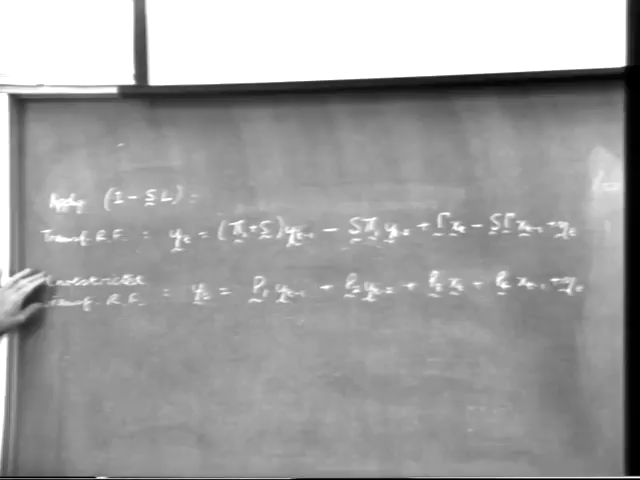 Apply (I - S L) :
Transf. R.F. : y_t = (Π_1 + S) y_{t-1} - S Π_1 y_{t-2} + Γ x_t - S Γ x_{t-1} + η_t
Unrestricted
Transf. R.F. : y_t = P_1 y_{t-1} + P_2 y_{t-2} + P_3 x_t + P_4 x_{t-1} + η_t